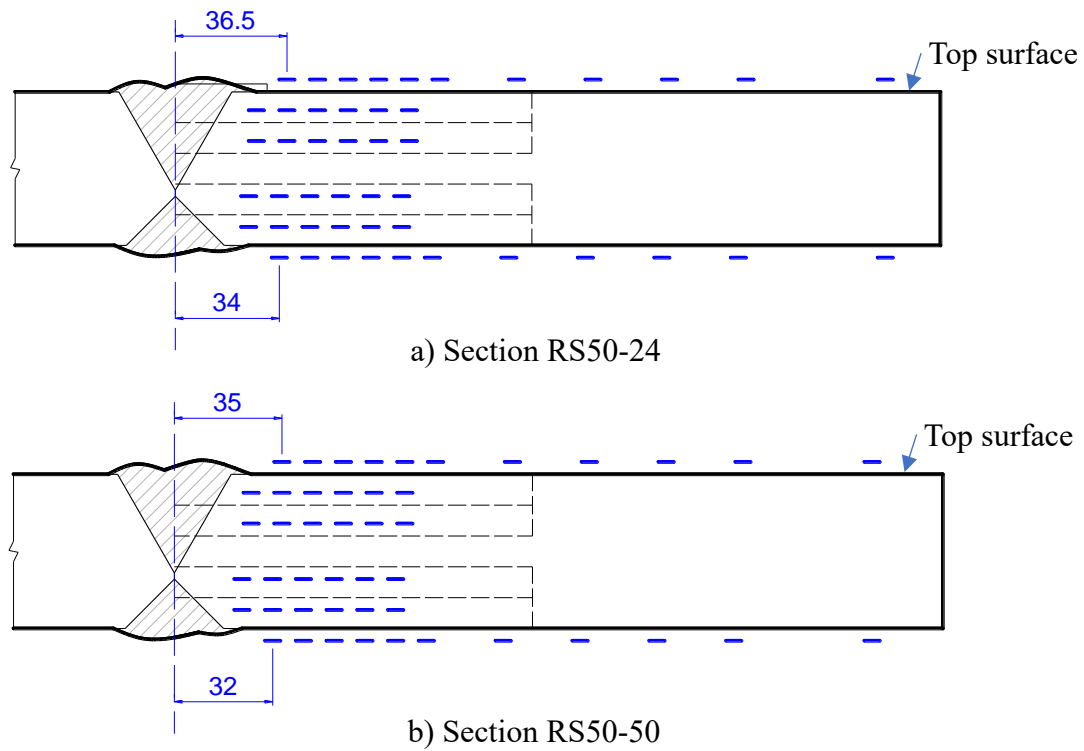 36.5
Top surface
34
a) Section RS50-24
35
Top surface
32
b) Section RS50-50